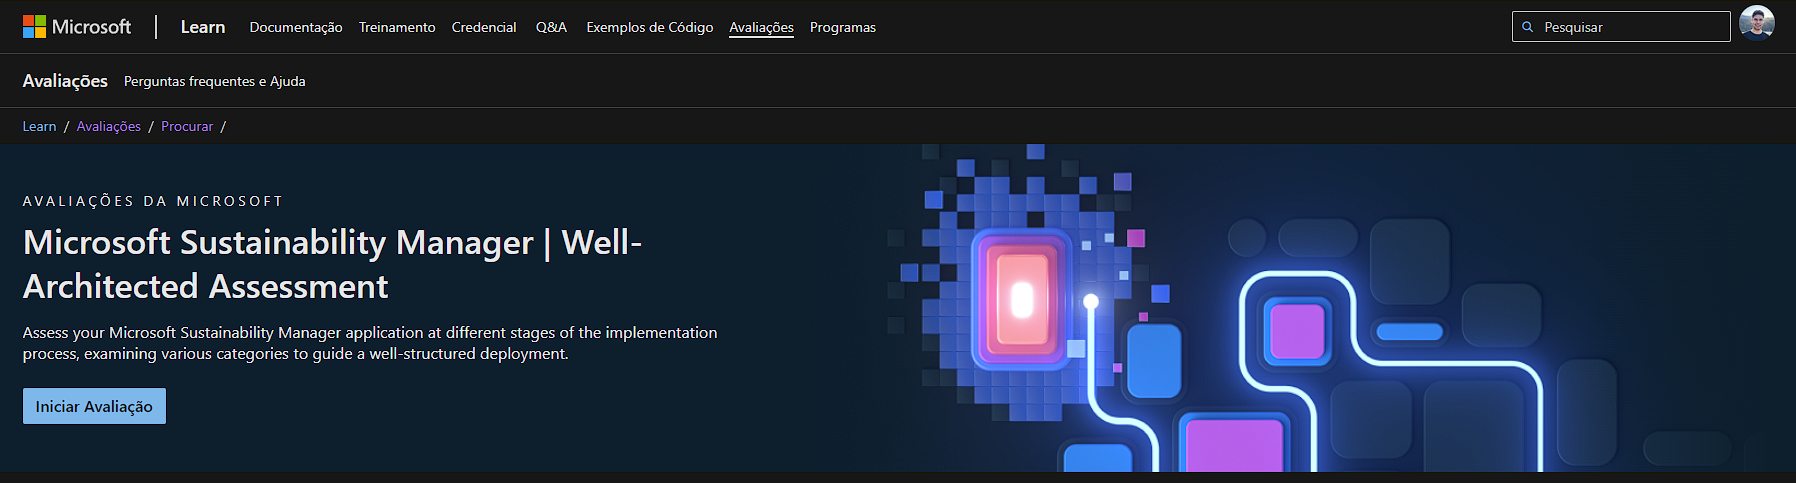 Microsoft | Learn Documentação Treinamento Credencial Q&A Exemplos de Código Avaliações Programas Pesquisar
Avaliações Perguntas frequentes e Ajuda
Learn / Avaliações / Procurar /
AVALIAÇÕES DA MICROSOFT
Microsoft Sustainability Manager | Well-
Architected Assessment
Assess your Microsoft Sustainability Manager application at different stages of the implementation
process, examining various categories to guide a well-structured deployment.
Iniciar Avaliação